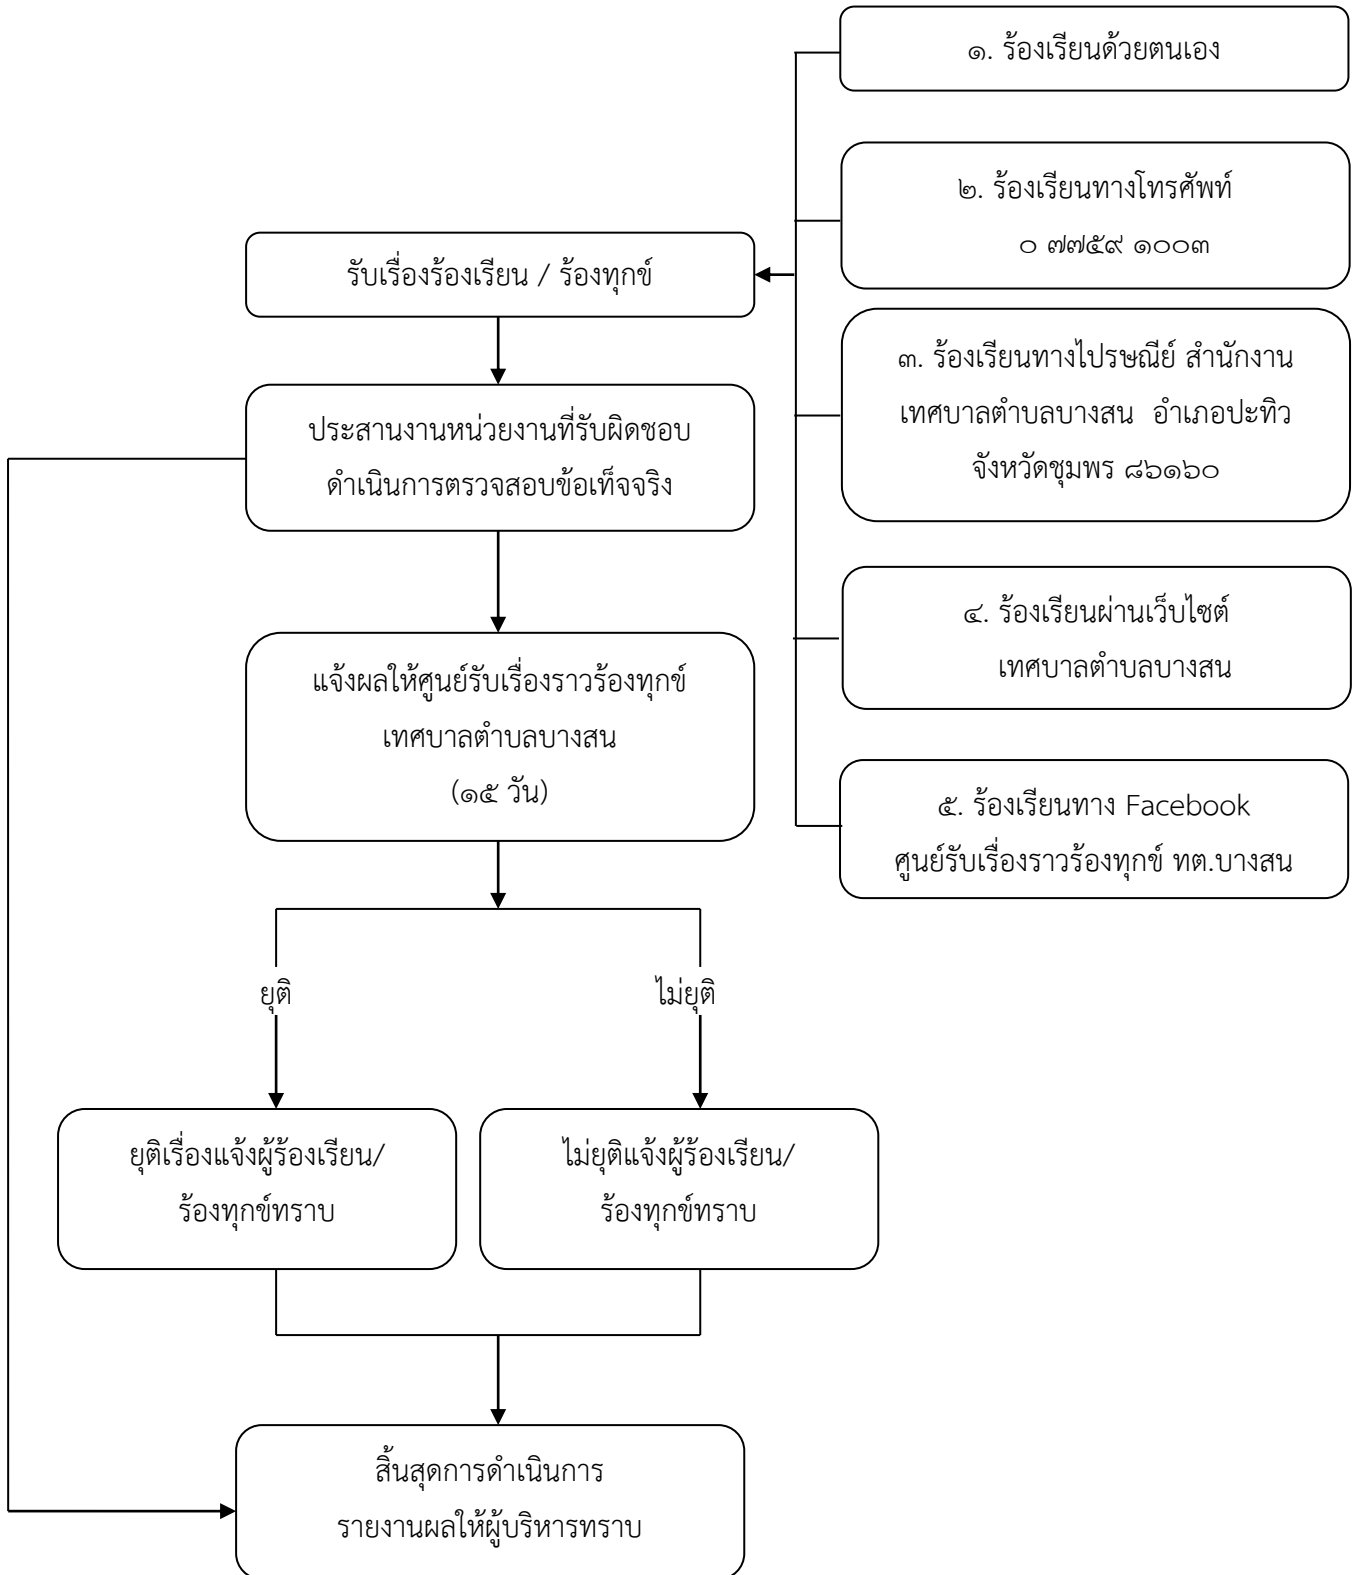 ๑. ร้องเรียนด้วยตนเอง
๒. ร้องเรียนทางโทรศัพท์
๐ ๗๗๕๙ ๑๐๐๓
รับเรื่องร้องเรียน / ร้องทุกข์
๓. ร้องเรียนทางไปรษณีย์ สำนักงาน
เทศบาลตำบลบางสน อำเภอปะทิว
จังหวัดชุมพร ๘๖๑๖๐
ประสานงานหน่วยงานที่รับผิดชอบ
ดำเนินการตรวจสอบข้อเท็จจริง
๔. ร้องเรียนผ่านเว็บไซต์
เทศบาลตำบลบางสน
แจ้งผลให้ศูนย์รับเรื่องราวร้องทุกข์
เทศบาลตำบลบางสน
(๑๕ วัน)
๕. ร้องเรียนทาง Facebook
ศูนย์รับเรื่องราวร้องทุกข์ ทต.บางสน
ยุติ
ไม่ยุติ
ยุติเรื่องแจ้งผู้ร้องเรียน/
ร้องทุกข์ทราบ
ไม่ยุติแจ้งผู้ร้องเรียน/
ร้องทุกข์ทราบ
สิ้นสุดการดำเนินการ
รายงานผลให้ผู้บริหารทราบ